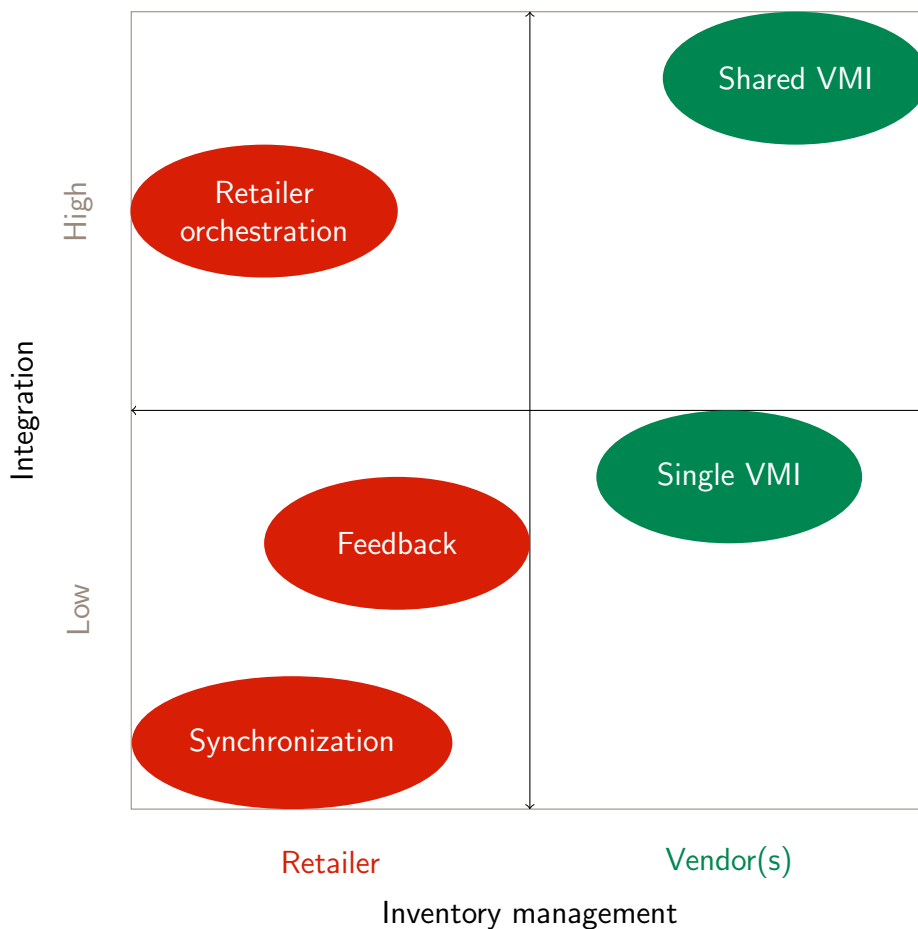 Shared VMI
Retailer
orchestration
High
Integration
Single VMI
Feedback
Low
Synchronization
Retailer
Vendor(s)
Inventory management